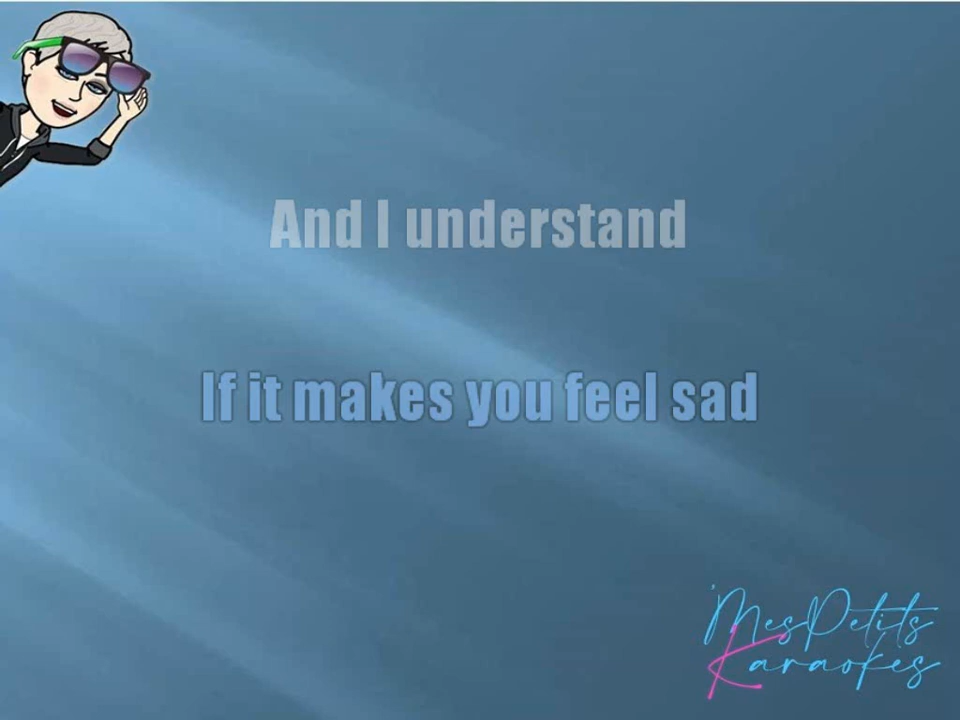 And I understand
If it makes you feel sad
MesPetits
Karaokes